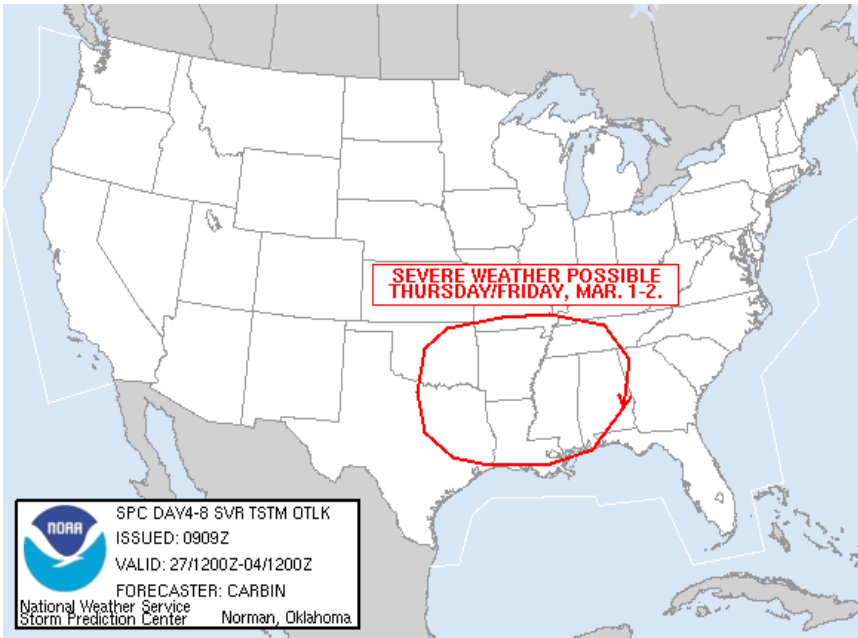 SEVERE WEATHER POSSIBLE
THURSDAY/FRIDAY, MAR. 1-2.
NOAA
SPC DAY4-8 SVR TSTM OTLK
ISSUED: 0909Z
VALID: 27/1200Z-04/1200Z
FORECASTER: CARBIN
National Weather Service
Storm Prediction Center Norman, Oklahoma